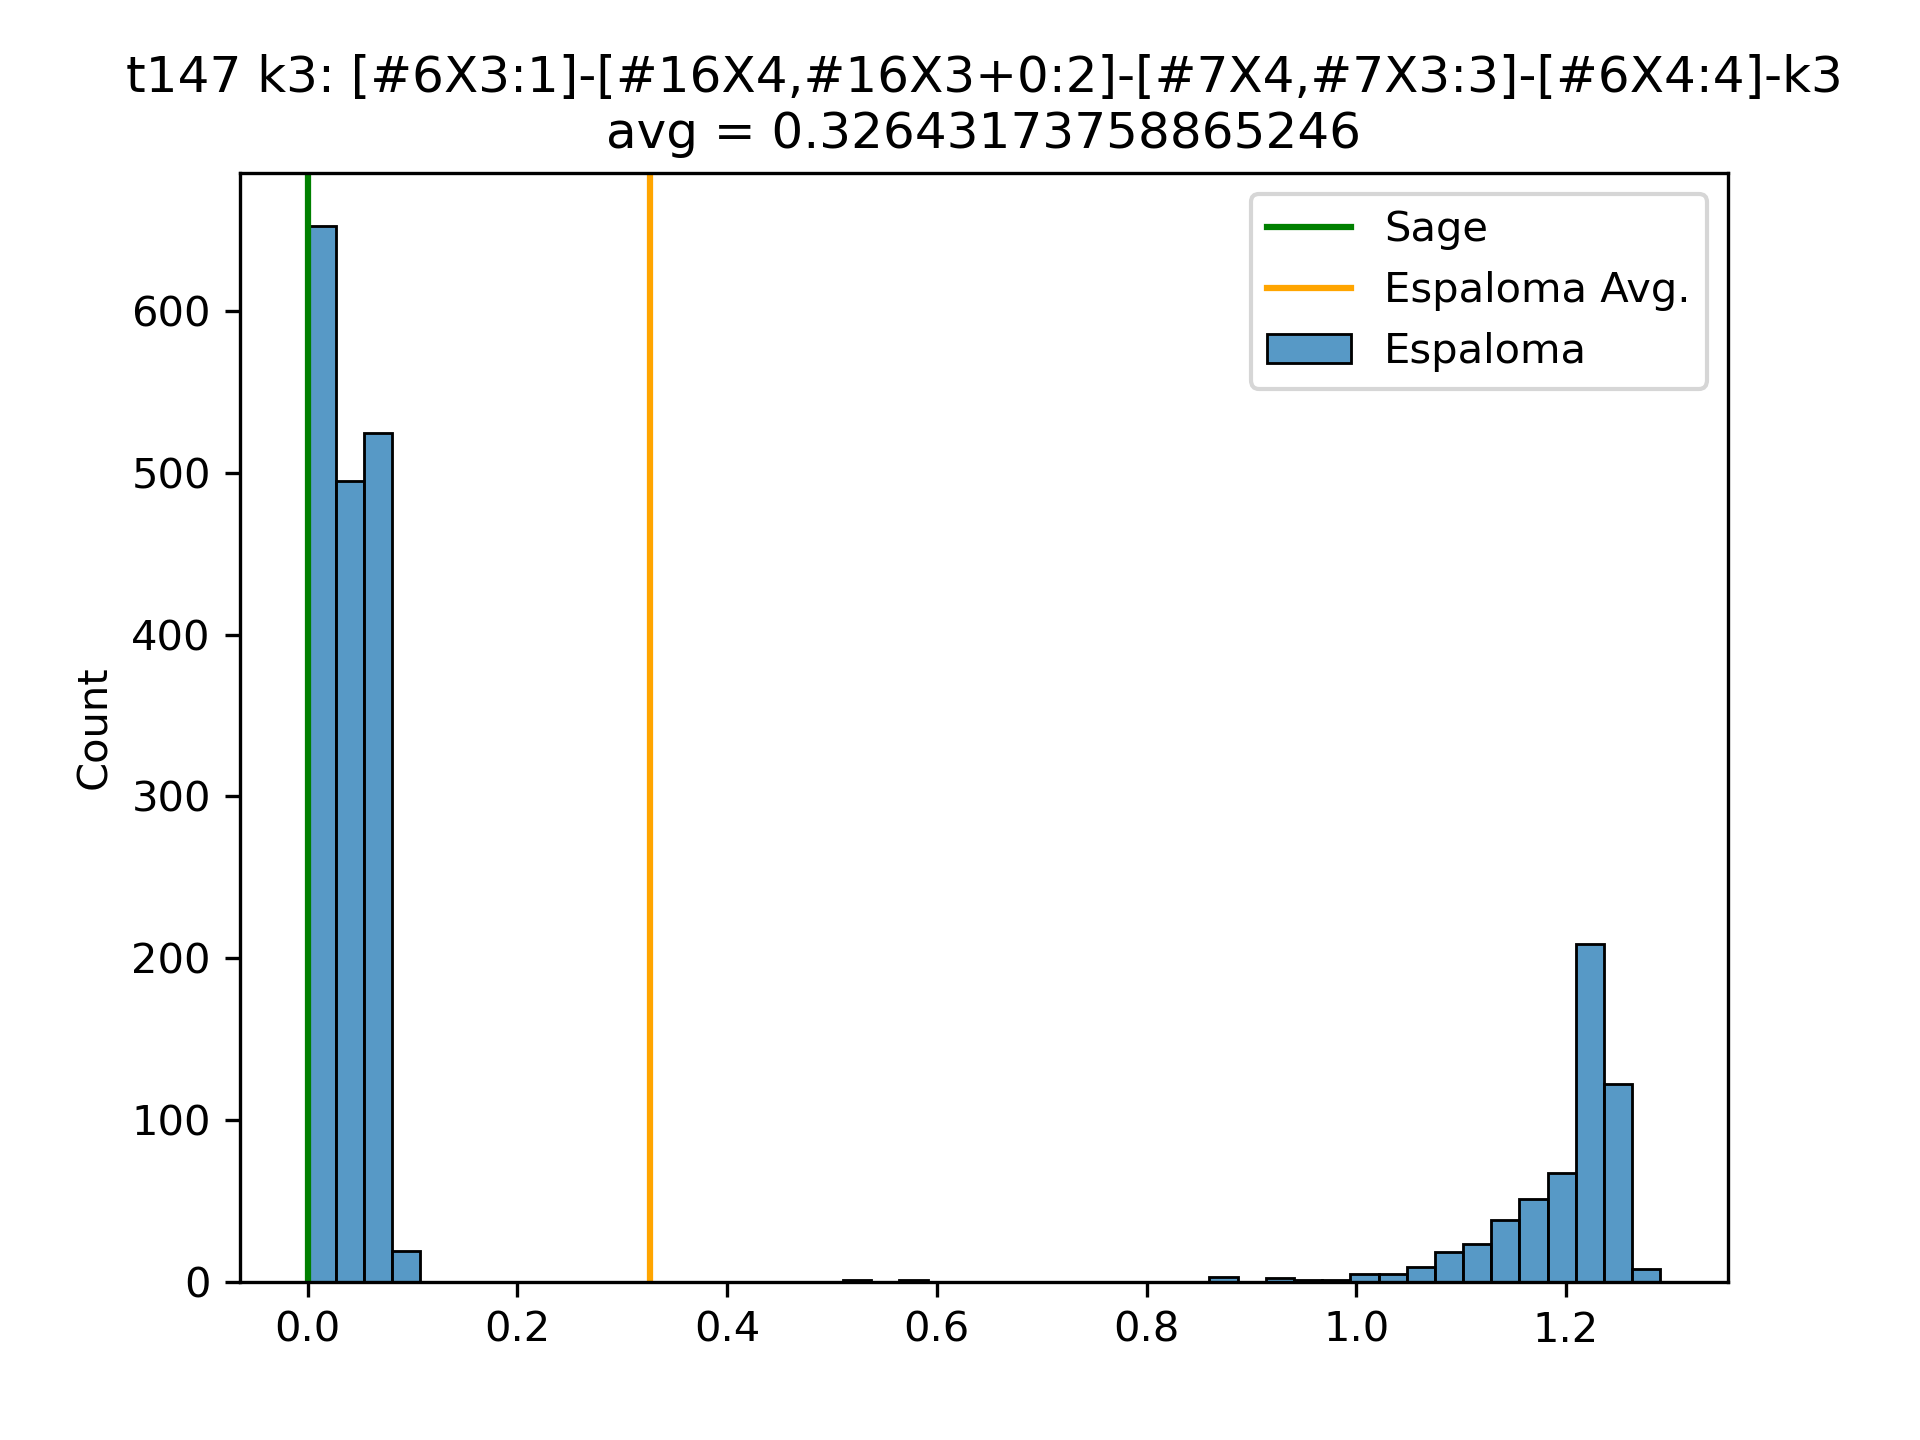 t147 k3: [#6X3:1]-[#16X4,#16X3+0:2]-[#7X4,#7X3:3]-[#6X4:4]-k3
avg = 0.32643173758865246
Sage
Espaloma Avg.
Espaloma
Count
600
500
400
300
200
100
0
0.0 0.2 0.4 0.6 0.8 1.0 1.2